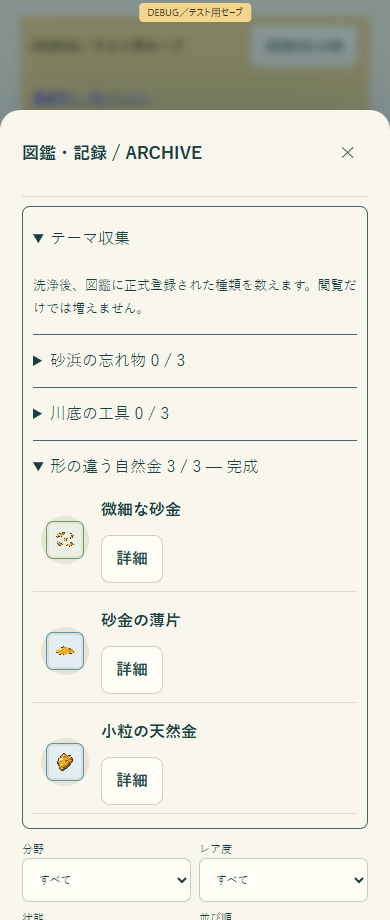 DEBUG／テスト用セーブ
図鑑・記録 / ARCHIVE
×
▼ テーマ収集
洗浄後、図鑑に正式登録された種類を数えます。閲覧だ
けでは増えません。
▶ 砂浜の忘れ物 0 / 3
▶ 川底の工具 0 / 3
▼ 形の違う自然金 3 / 3 — 完成
微細な砂金
詳細
砂金の薄片
詳細
小粒の天然金
詳細
分野 レア度
すべて すべて
状態 並び順